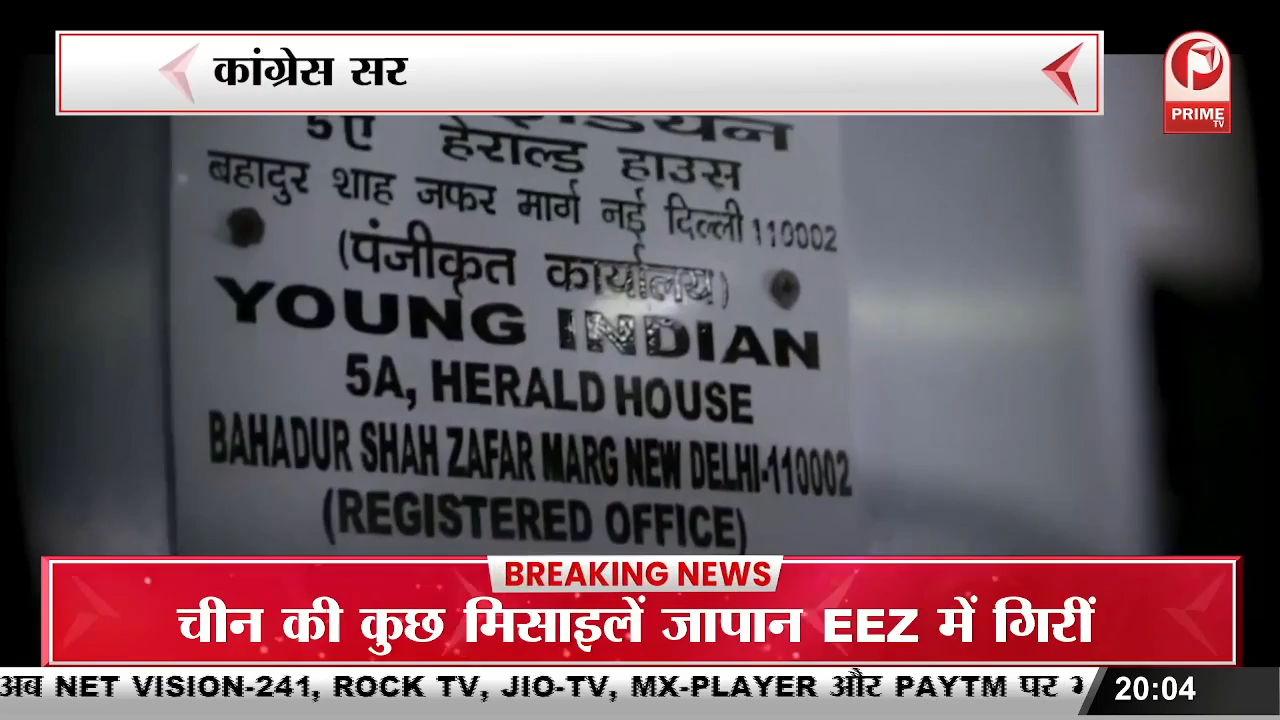 कांग्रेस सर
PRIME
TV
5ए हेराल्ड हाउस
बहादुर शाह जफर मार्ग नई दिल्ली 110002
(पंजीकृत कार्यालय)
YOUNG INDIAN
5A, HERALD HOUSE
BAHADUR SHAH ZAFAR MARG NEW DELHI-110002
(REGISTERED OFFICE)
BREAKING NEWS
चीन की कुछ मिसाइलें जापान EEZ में गिरीं
अब NET VISION-241, ROCK TV, JIO-TV, MX-PLAYER और PAYTM पर
20:04